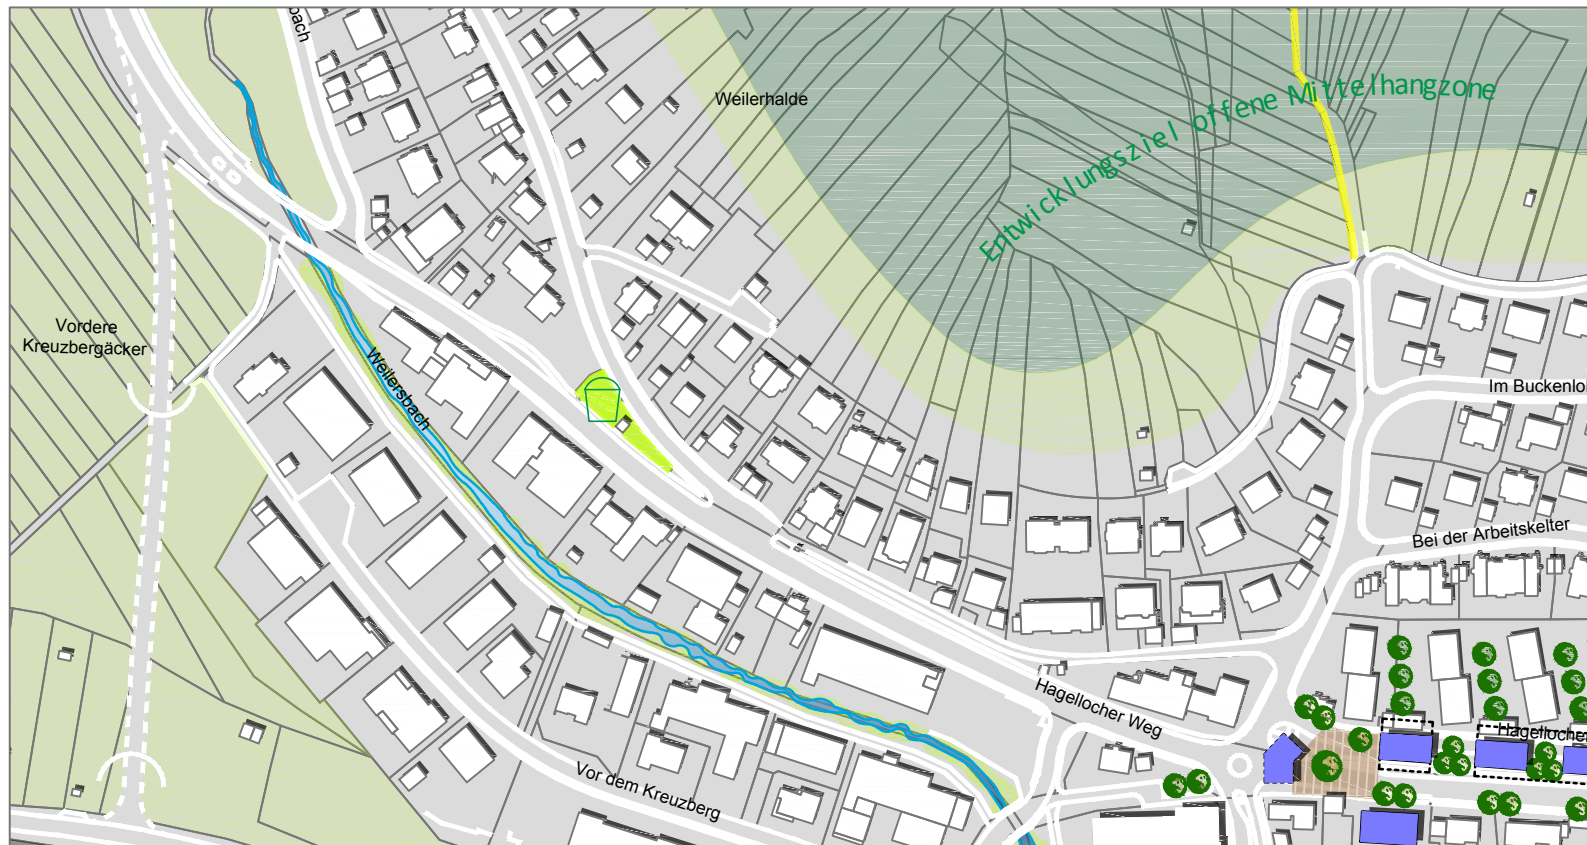 bach
Weilerhalde
Entwicklungsziel offene Mittelhangzone
Vordere
Kreuzbergäcker
Weilersbach
Im Buckenlo
Bei der Arbeitskelter
Hagellocher Weg
Hagellocher
Vor dem Kreuzberg